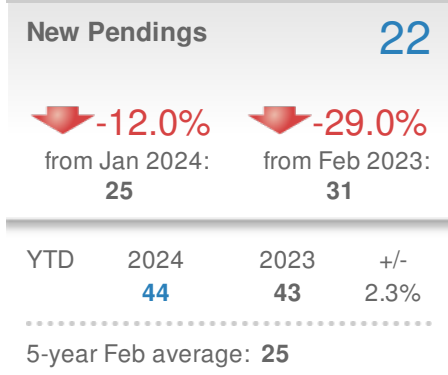 New Pendings 22
-12.0% -29.0%
from Jan 2024: from Feb 2023:
25 31
YTD 2024 2023 +/-
44 43 2.3%
5-year Feb average: 25